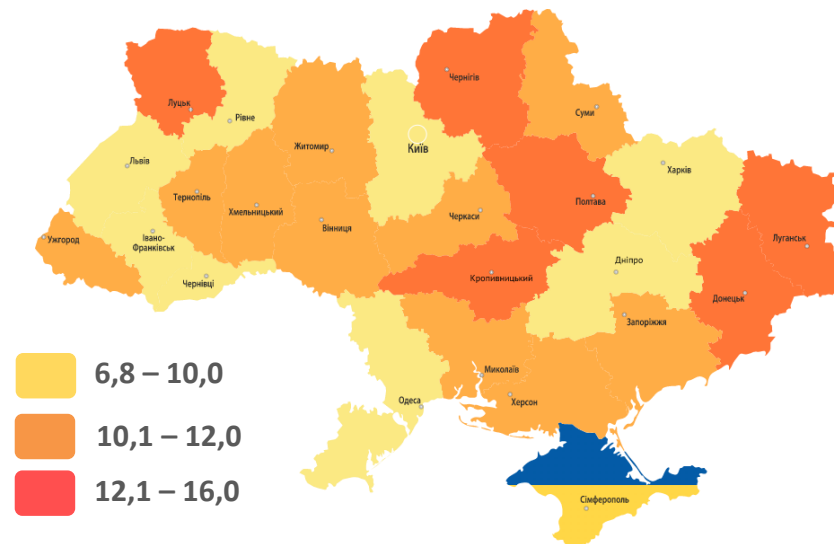 Чернігів
Луцьк
Суми
Рівне
Житомир
Київ
Львів
Харків
Тернопіль
Полтава
Хмельницький
Черкаси
Вінниця
Ужгород
Івано-
Франківськ
Луганськ
Дніпро
Кропивницький
Чернівці
Донецьк
Запоріжжя
6,8 – 10,0
Миколаїв
Херсон
Одеса
10,1 – 12,0
12,1 – 16,0
Сімферополь